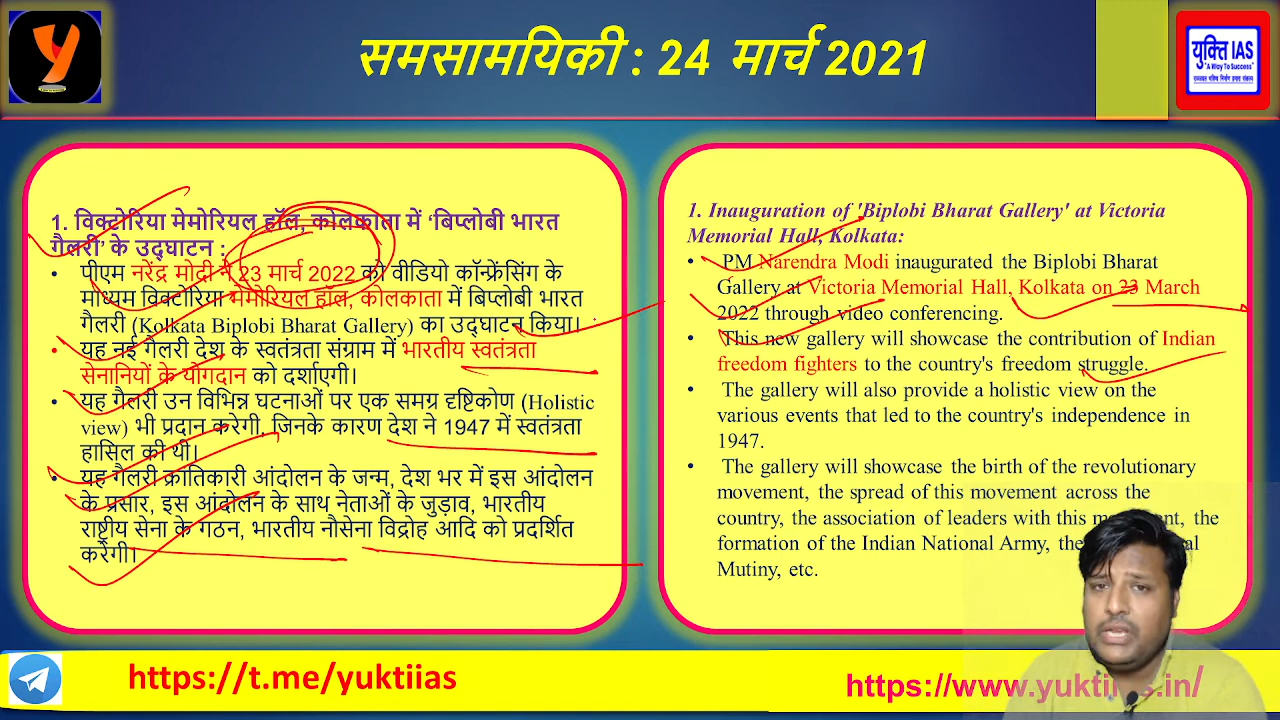 समसामयिकी : 24 मार्च 2021
युक्ति IAS
"A Way To Success"
1. विक्टोरिया मेमोरियल हॉल, कोलकाता में ‘बिप्लोबी भारत
गैलरी’ के उद्घाटन :
• पीएम नरेंद्र मोदी ने 23 मार्च 2022 को वीडियो कॉन्फ्रेंसिंग के
माध्यम विक्टोरिया मेमोरियल हॉल, कोलकाता में बिप्लोबी भारत
गैलरी (Kolkata Biplobi Bharat Gallery) का उद्घाटन किया।
• यह नई गैलरी देश के स्वतंत्रता संग्राम में भारतीय स्वतंत्रता
सेनानियों के योगदान को दर्शाएगी।
• यह गैलरी उन विभिन्न घटनाओं पर एक समग्र दृष्टिकोण (Holistic
view) भी प्रदान करेगी, जिनके कारण देश ने 1947 में स्वतंत्रता
हासिल की थी।
• यह गैलरी क्रांतिकारी आंदोलन के जन्म, देश भर में इस आंदोलन
के प्रसार, इस आंदोलन के साथ नेताओं के जुड़ाव, भारतीय
राष्ट्रीय सेना के गठन, भारतीय नौसेना विद्रोह आदि को प्रदर्शित
करेगी।
1. Inauguration of 'Biplobi Bharat Gallery' at Victoria
Memorial Hall, Kolkata:
• PM Narendra Modi inaugurated the Biplobi Bharat
Gallery at Victoria Memorial Hall, Kolkata on 23 March
2022 through video conferencing.
• This new gallery will showcase the contribution of Indian
freedom fighters to the country's freedom struggle.
• The gallery will also provide a holistic view on the
various events that led to the country's independence in
1947.
• The gallery will showcase the birth of the revolutionary
movement, the spread of this movement across the
country, the association of leaders with this the
formation of the Indian National Army, the
Mutiny, etc.
https://t.me/yuktiias
https://www.yuktiias.in/